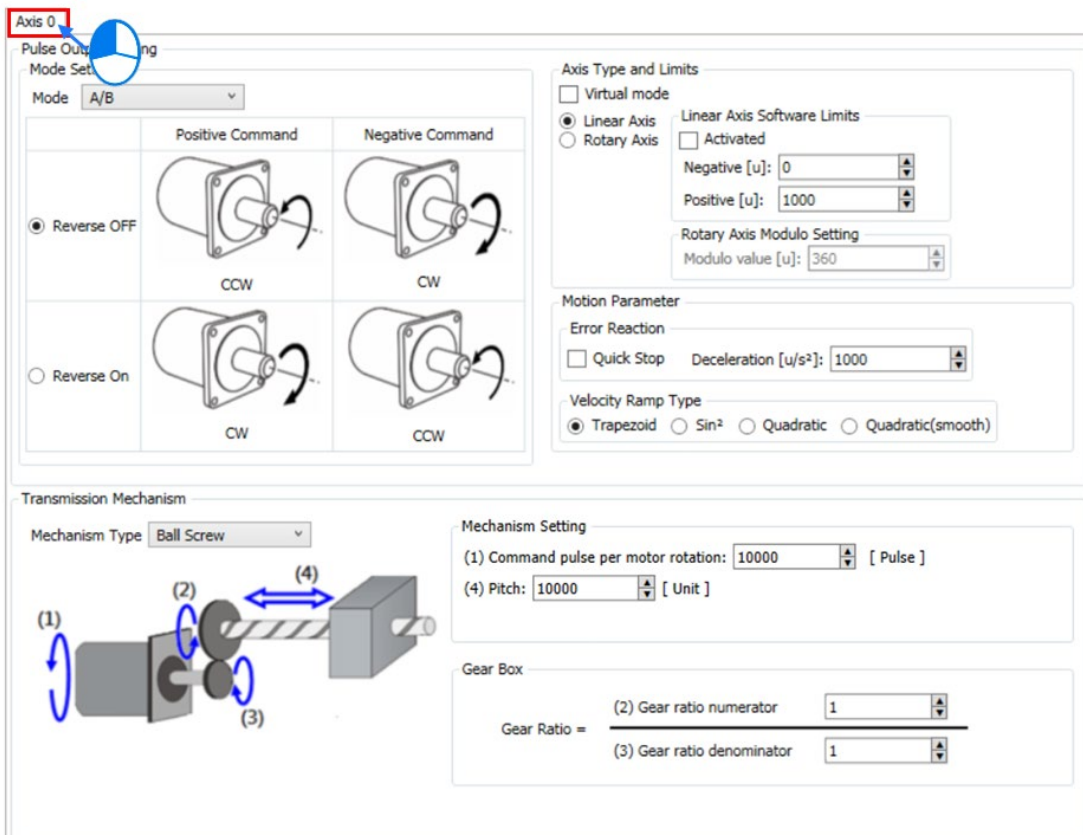 Axis 0
Pulse Output Setting
Mode Set
Mode A/B
Positive Command Negative Command
Reverse OFF
CCW CW
Reverse On
CW CCW
Axis Type and Limits
Virtual mode
Linear Axis
Rotary Axis
Linear Axis Software Limits
Activated
Negative [u]: 0
Positive [u]: 1000
Rotary Axis Modulo Setting
Modulo value [u]: 360
Motion Parameter
Error Reaction
Quick Stop Deceleration [u/s²]: 1000
Velocity Ramp Type
Trapezoid Sin² Quadratic Quadratic(smooth)
Transmission Mechanism
Mechanism Type Ball Screw
(1)
(2)
(4)
(3)
Mechanism Setting
(1) Command pulse per motor rotation: 10000 [ Pulse ]
(4) Pitch: 10000 [ Unit ]
Gear Box
Gear Ratio =
(2) Gear ratio numerator 1
(3) Gear ratio denominator 1